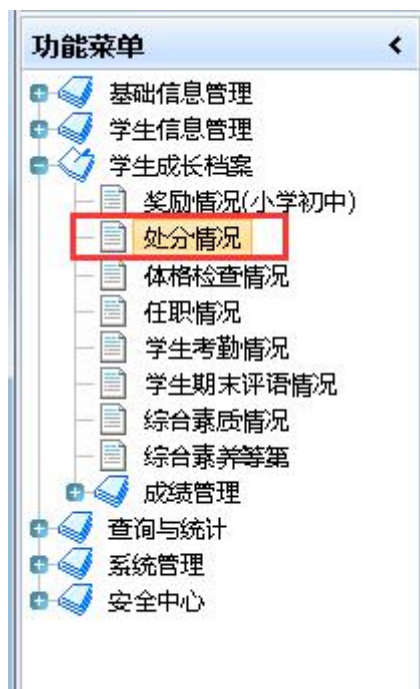 功能菜单
基础信息管理
学生信息管理
学生成长档案
奖励情况(小学初中)
处分情况
体格检查情况
任职情况
学生考勤情况
学生期末评语情况
综合素质情况
综合素养等第
成绩管理
查询与统计
系统管理
安全中心